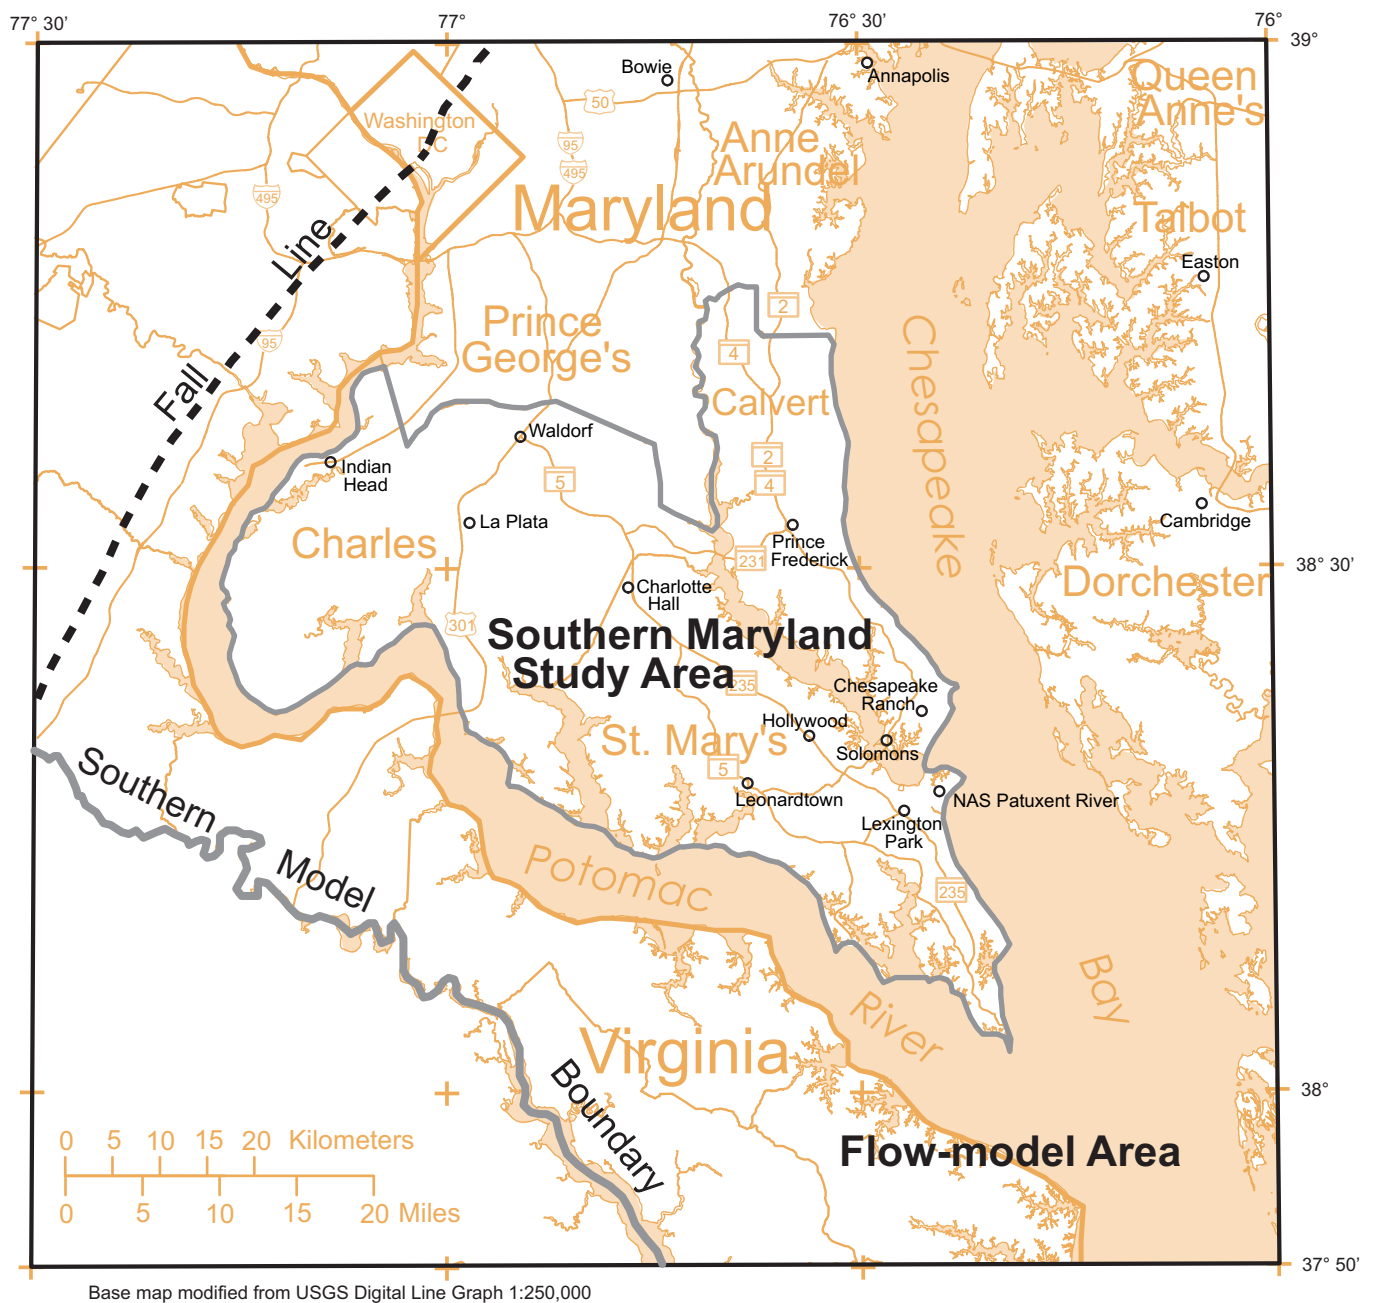 77° 30'
77°
76° 30'
76°
39°
Bowie
Annapolis
Queen
Anne's
50
Washington
DC
Anne
Arundel
95
495
495
Maryland
Talbot
Easton
Line
2
Prince
George's
Chesapeake
95
4
Fall
Calvert
Waldorf
Indian
Head
2
4
5
Cambridge
La Plata
Charles
Prince
Frederick
231
38° 30'
Dorchester
Charlotte
Hall
301
Southern Maryland
Study Area
235
Chesapeake
Ranch
Hollywood
St. Mary's
Solomons
5
Southern
Leonardtown
NAS Patuxent River
Lexington
Park
Model
Potomac
235
Bay
River
Virginia
Boundary
38°
0 5 10 15 20 Kilometers
Flow-model Area
0 5 10 15 20 Miles
37° 50'
Base map modified from USGS Digital Line Graph 1:250,000